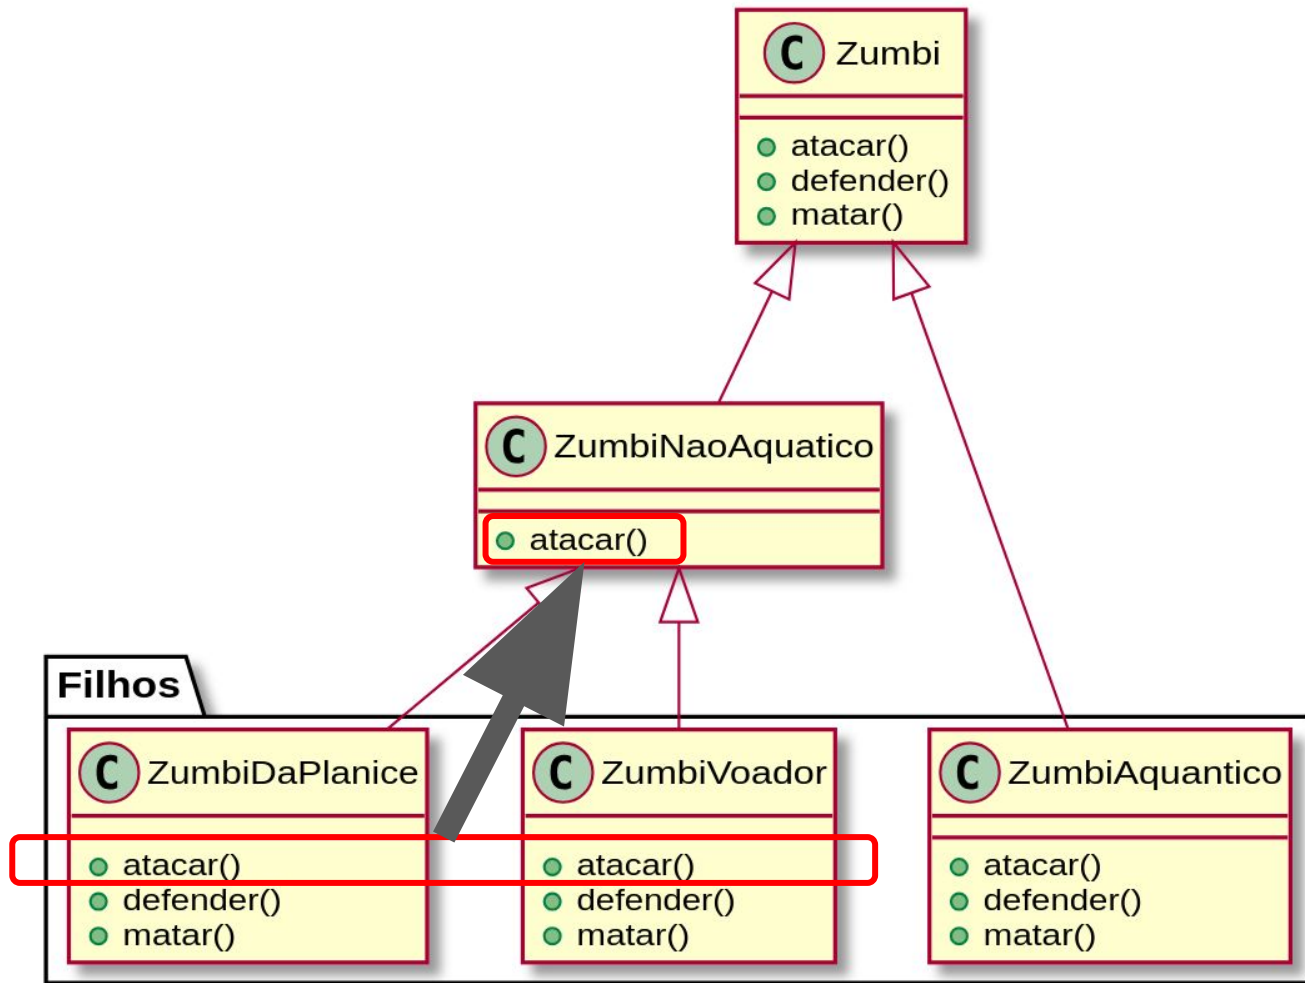 C Zumbi
atacar()
defender()
matar()
C ZumbiNaoAquatico
atacar()
Filhos
C ZumbiDaPlanice
atacar()
defender()
matar()
C ZumbiVoador
atacar()
defender()
matar()
C ZumbiAquantico
atacar()
defender()
matar()